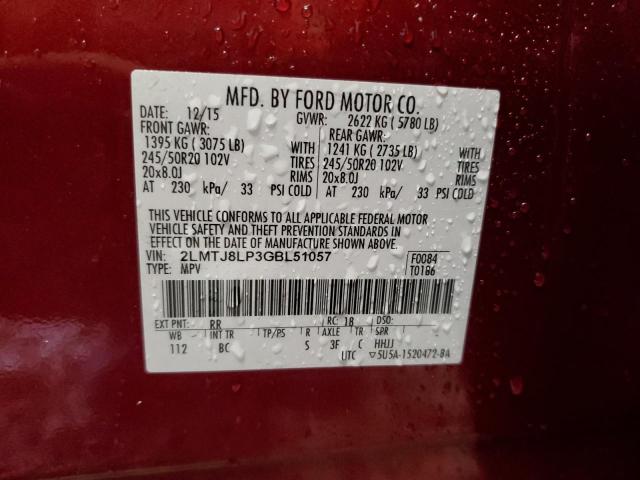 MFD. BY FORD MOTOR CO.
DATE: 12/15 GVWR: 2622 KG ( 5780 LB)
FRONT GAWR: REAR GAWR:
1395 KG ( 3075 LB) WITH 1241 KG ( 2735 LB) WITH
245/50R20 102V TIRES 245/50R20 102V TIRES
20x8.0J RIMS 20x8.0J RIMS
AT 230 kPa/ 33 PSI COLD AT 230 kPa/ 33 PSI COLD
THIS VEHICLE CONFORMS TO ALL APPLICABLE FEDERAL MOTOR
VEHICLE SAFETY AND THEFT PREVENTION STANDARDS IN
EFFECT ON THE DATE OF MANUFACTURE SHOWN ABOVE.
VIN: 2LMTJ8LP3GBL51057 F0084
TYPE: MPV T0186
EXT PNT: RR RC: 18 DSO:
WB INT TR TP/PS R AXLE TR SPR
112 BC S 3F C HHJJ
UTC ▽5U5A-1520472-BA